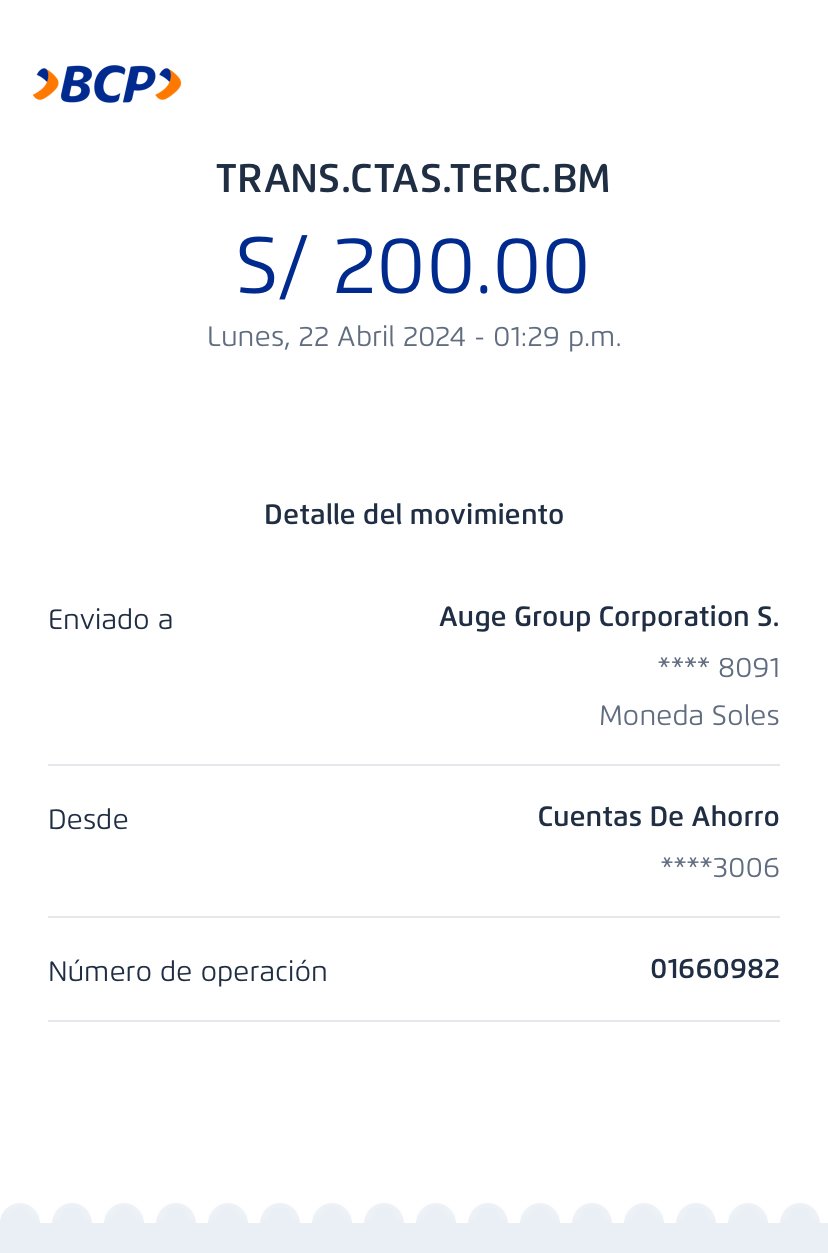 BCP
TRANS.CTAS.TERC.BM
S/ 200.00
Lunes, 22 Abril 2024 - 01:29 p.m.
Detalle del movimiento
Enviado a Auge Group Corporation S.
**** 8091
Moneda Soles
Desde Cuentas De Ahorro
****3006
Número de operación 01660982